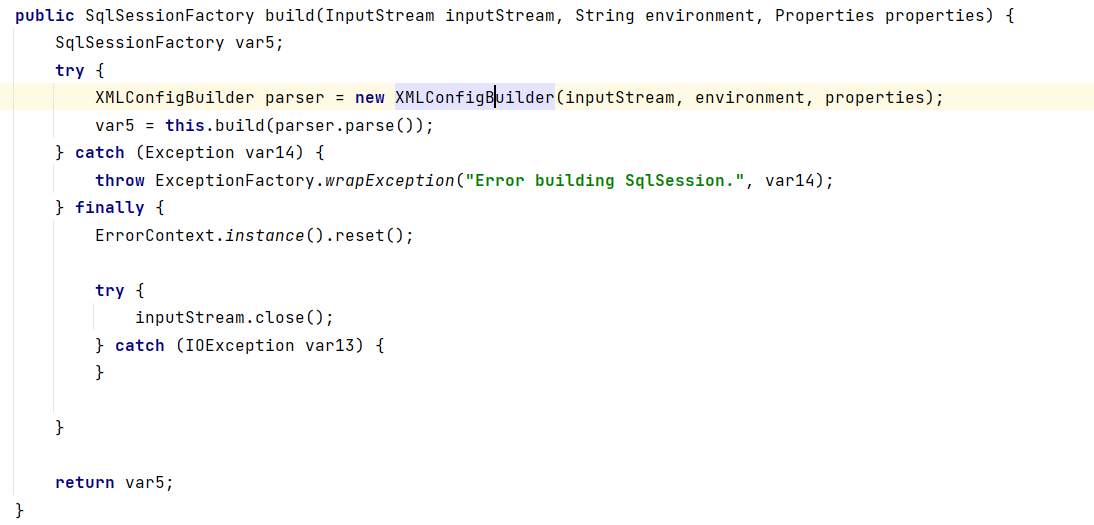 public SqlSessionFactory build(InputStream inputStream, String environment, Properties properties) {
    SqlSessionFactory var5;
    try {
        XMLConfigBuilder parser = new XMLConfigBuilder(inputStream, environment, properties);
        var5 = this.build(parser.parse());
    } catch (Exception var14) {
        throw ExceptionFactory.wrapException("Error building SqlSession.", var14);
    } finally {
        ErrorContext.instance().reset();

        try {
            inputStream.close();
        } catch (IOException var13) {
        }

    }

    return var5;
}